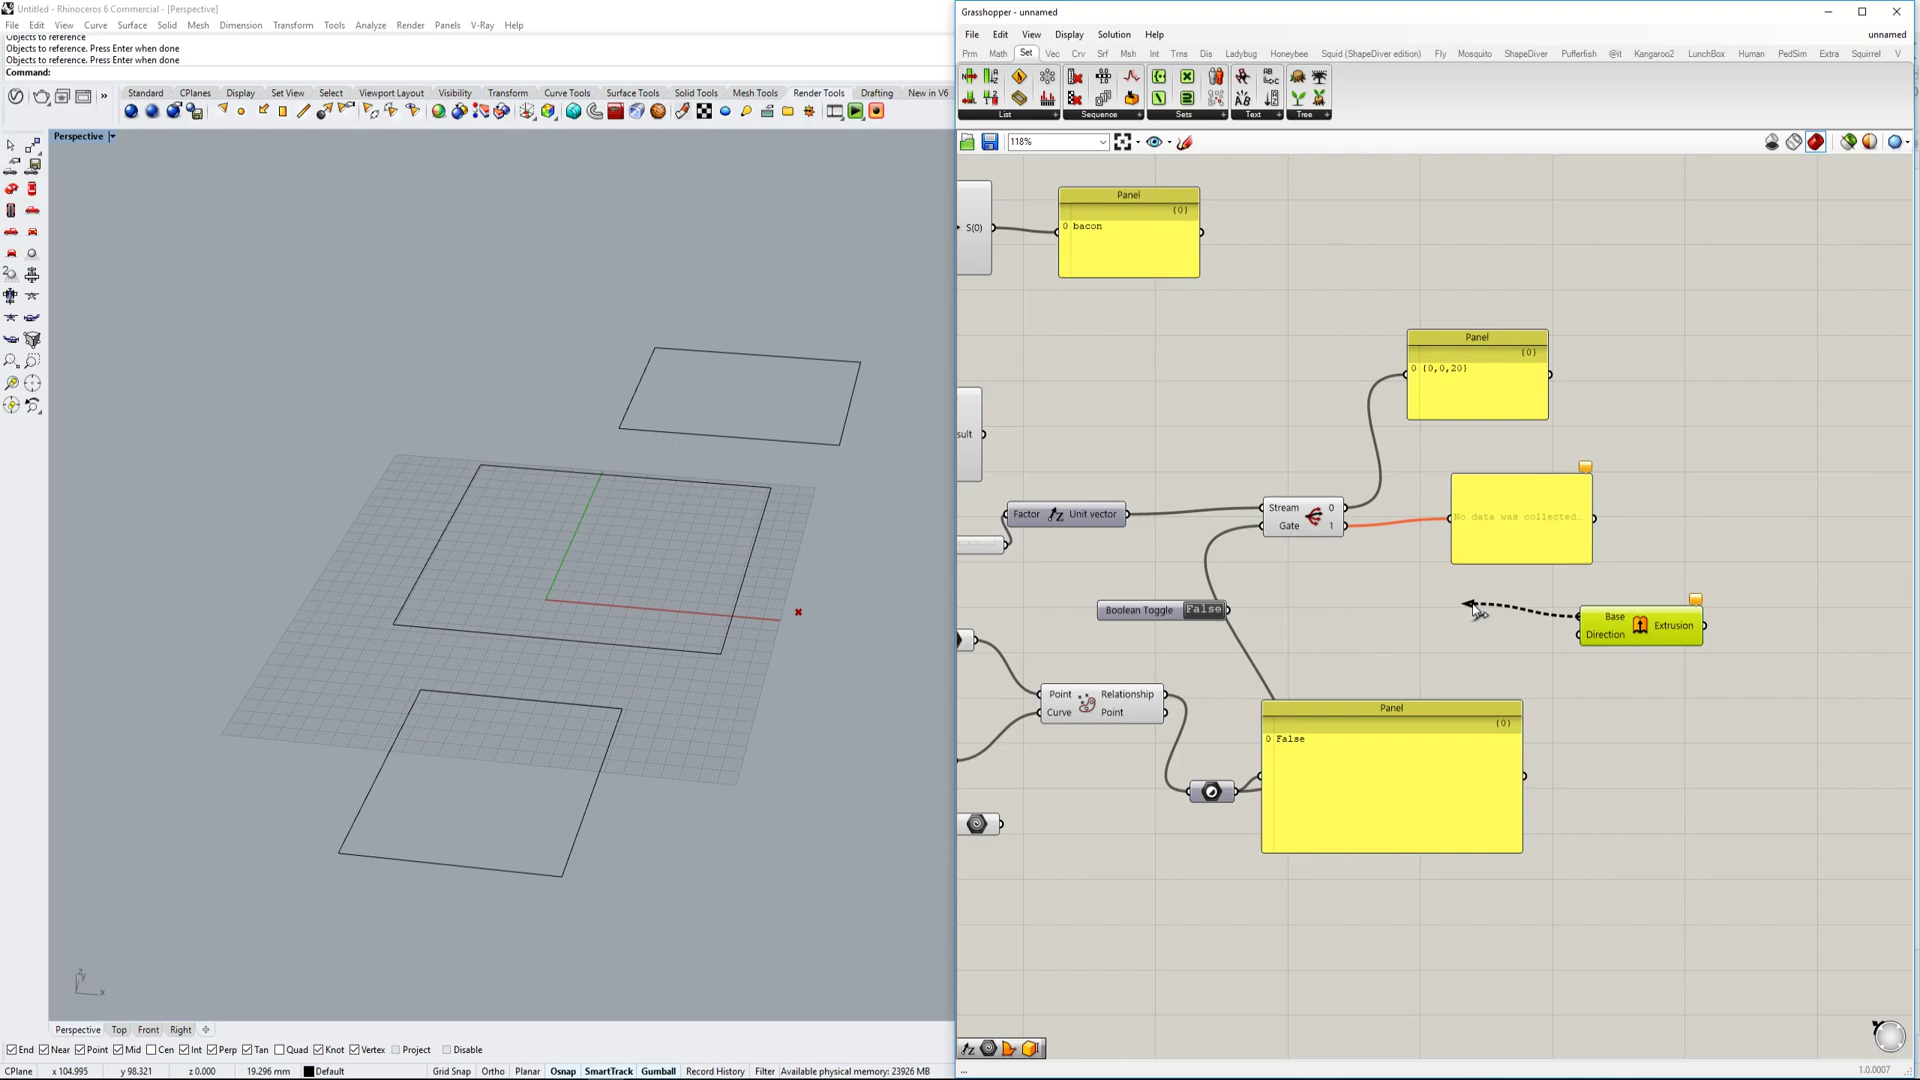 Untitled - Rhinoceros 6 Commercial - [Perspective]
File Edit View Curve Surface Solid Mesh Dimension Transform Tools Analyze Render Panels V-Ray Help
Objects to reference
Objects to reference. Press Enter when done
Objects to reference. Press Enter when done
Command:
Standard CPlanes Display Set View Select Viewport Layout Visibility Transform Curve Tools Surface Tools Solid Tools Mesh Tools Render Tools Drafting New in V6
Perspective
z
y
x
Perspective Top Front Right
End Near Point Mid Cen Int Perp Tan Quad Knot Vertex Project Disable
CPlane x 104.995 y 98.321 z 0.000 19.296 mm Default Grid Snap Ortho Planar Osnap SmartTrack Gumball Record History Filter Available physical memory: 23926 MB
Grasshopper - unnamed
File Edit View Display Solution Help
unnamed
Prm Math Set Vec Crv Srf Msh Int Trns Dis Ladybug Honeybee Squid (ShapeDiver edition) Fly Mosquito ShapeDiver Pufferfish @it Kangaroo2 LunchBox Human PedSim Extra Squirrel V
List Sequence Sets Text Tree
118%
Panel
{0}
S(0)
0 bacon
Panel
{0}
0 {0,0,20}
sult
Factor Unit vector
Stream 0
Gate 1
No data was collected…
Boolean Toggle False
Base
Direction
Extrusion
Point Relationship
Curve Point
Panel
{0}
0 False
...
1.0.0007